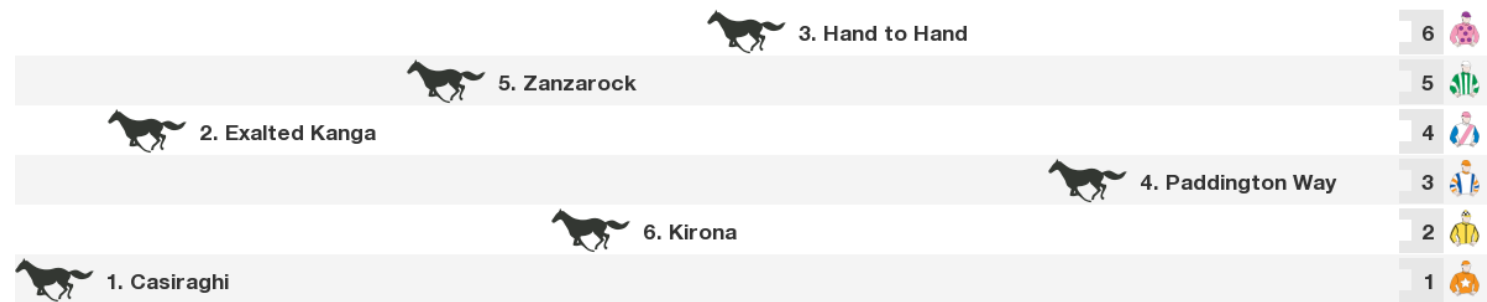 3. Hand to Hand 6
5. Zanzarock 5
2. Exalted Kanga 4
4. Paddington Way 3
6. Kirona 2
1. Casiraghi 1